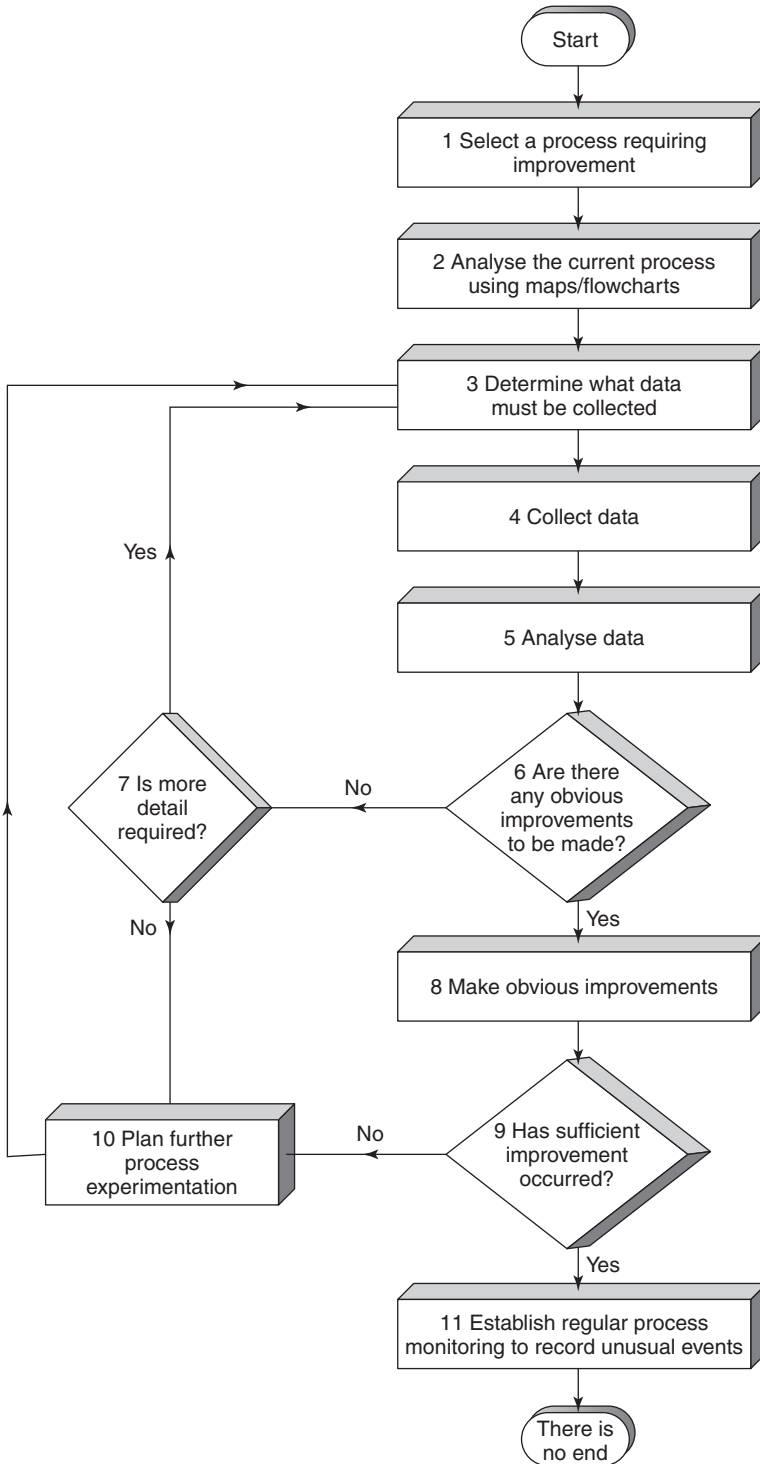 Start
1 Select a process requiring
improvement
2 Analyse the current process
using maps/flowcharts
3 Determine what data
must be collected
4 Collect data
Yes
5 Analyse data
7 Is more
detail
required?
No
6 Are there
any obvious
improvements
to be made?
No
Yes
8 Make obvious improvements
10 Plan further
process
experimentation
No
9 Has sufficient
improvement
occurred?
Yes
11 Establish regular process
monitoring to record unusual events
There is
no end